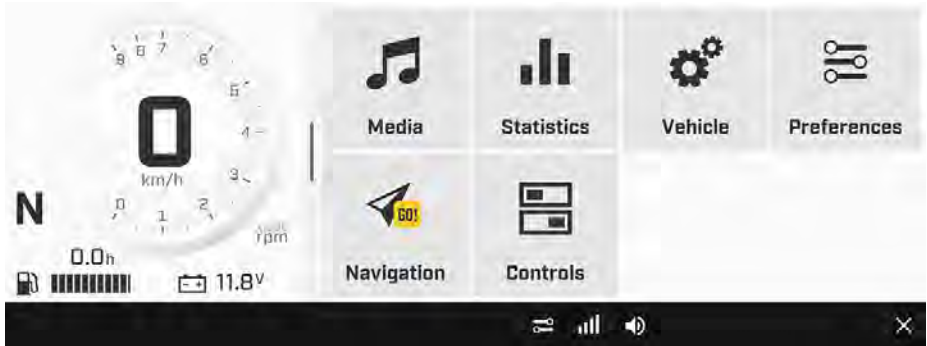 8 7 6
5
4
3
0 1 2
0
km/h
N
rpm
0.0h
11.8V
Media
Statistics
Vehicle
Preferences
GO!
Navigation
Controls